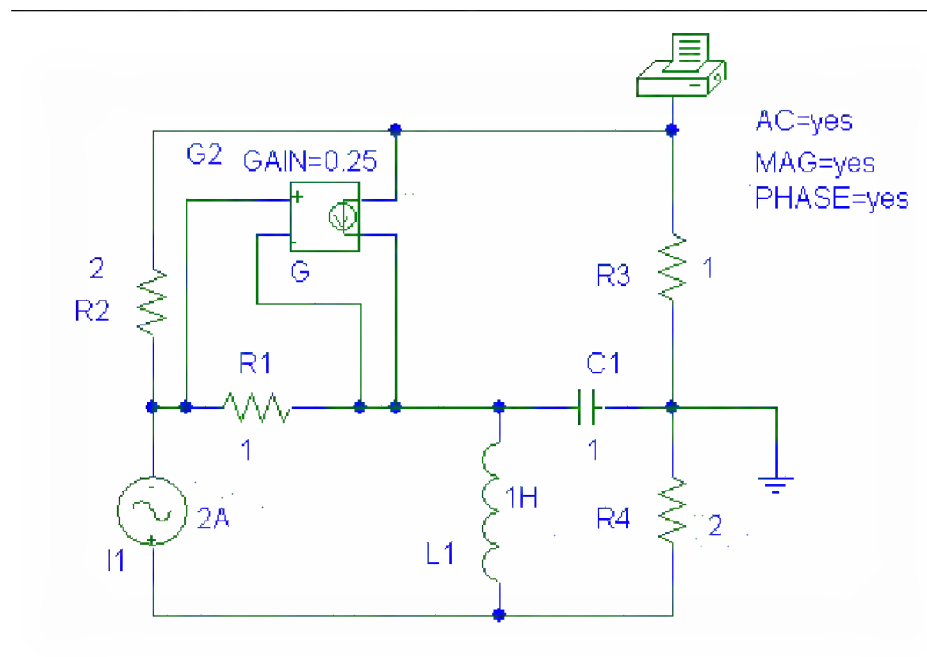 AC=yes
G2 GAIN=0.25
MAG=yes
PHASE=yes
+
-
G
2
R2
R3
1
R1
C1
1
1
-
2A
+
I1
1H
L1
R4
2